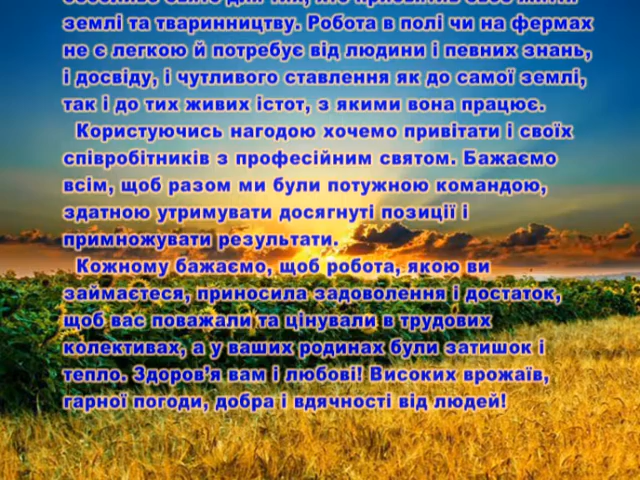 землі та тваринництву. Робота в полі чи на фермах
не є легкою й потребує від людини і певних знань,
і досвіду, і чутливого ставлення як до самої землі,
так і до тих живих істот, з якими вона працює.
Користуючись нагодою хочемо привітати і своїх
співробітників з професійним святом. Бажаємо
всім, щоб разом ми були потужною командою,
здатною утримувати досягнуті позиції і
примножувати результати.
Кожному бажаємо, щоб робота, якою ви
займаєтеся, приносила задоволення і достаток,
щоб вас поважали та цінували в трудових
колективах, а у ваших родинах були затишок і
тепло. Здоров'я вам і любові! Високих врожаїв,
гарної погоди, добра і вдячності від людей!